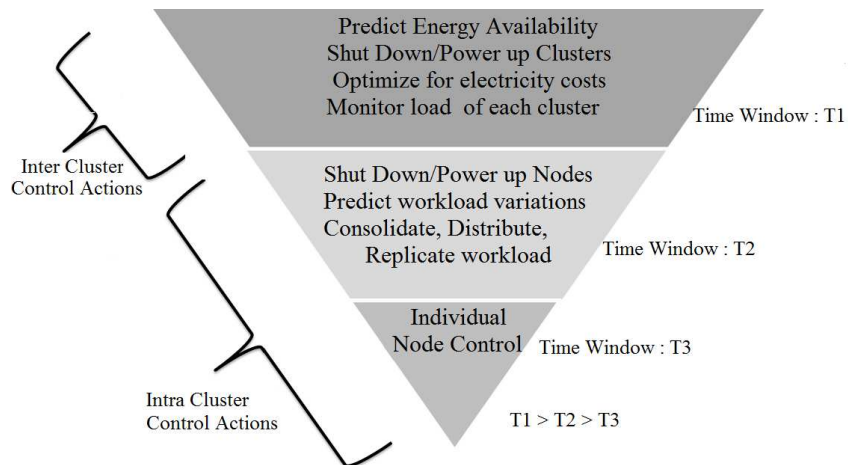 Predict Energy Availability
Shut Down/Power up Clusters
Optimize for electricity costs
Monitor load of each cluster
Time Window : T1
Inter Cluster
Control Actions
Shut Down/Power up Nodes
Predict workload variations
Consolidate, Distribute,
Replicate workload
Time Window : T2
Individual
Node Control
Time Window : T3
Intra Cluster
Control Actions
T1 > T2 > T3